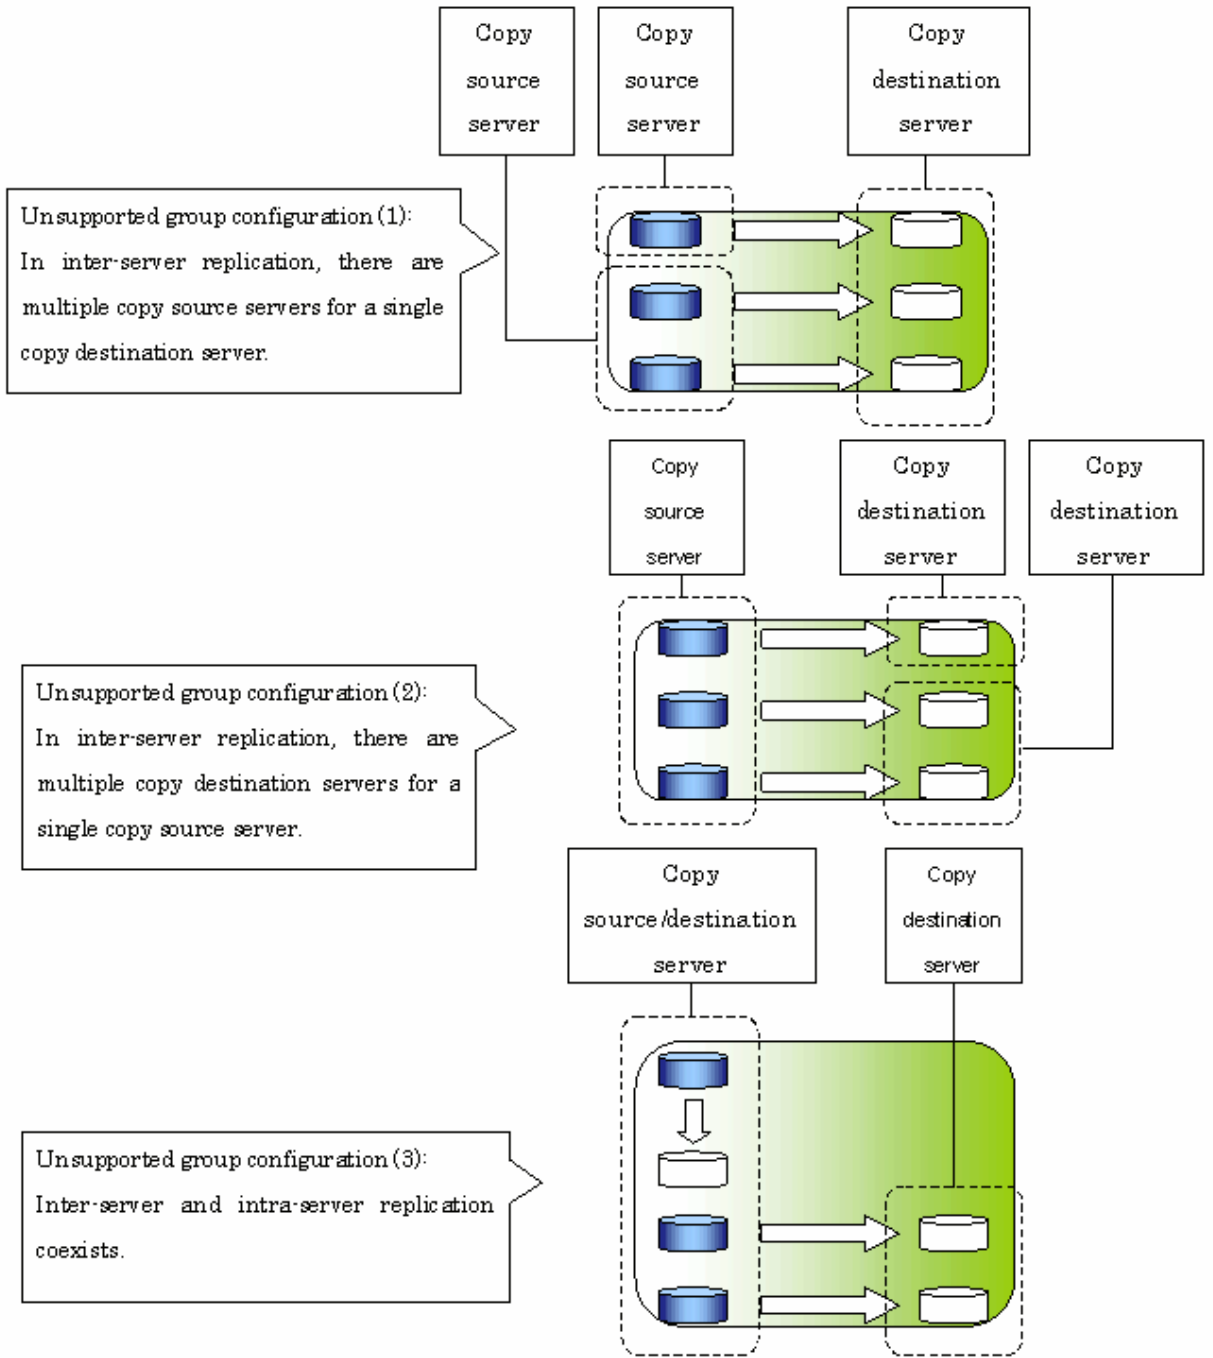 Copy
source
server
Copy
source
server
Copy
destination
server
Unsupported group configuration (1):
In inter-server replication, there are
multiple copy source servers for a single
copy destination server.
Copy
source
server
Copy
destination
server
Copy
destination
server
Unsupported group configuration (2):
In inter-server replication, there are
multiple copy destination servers for a
single copy source server.
Copy
source/destination
server
Copy
destination
server
Unsupported group configuration (3):
Inter-server and intra-server replication
coexists.